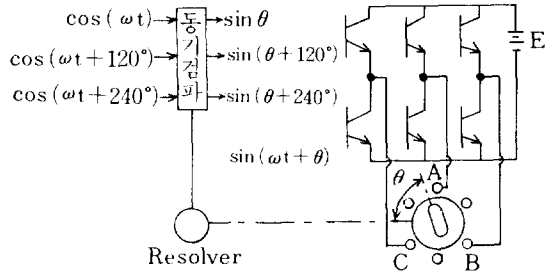 cos(ωt)
동기검파
sinθ
cos(ωt+120°)
sin(θ+120°)
cos(ωt+240°)
sin(θ+240°)
E
sin(ωt+θ)
θ
A
C
B
Resolver